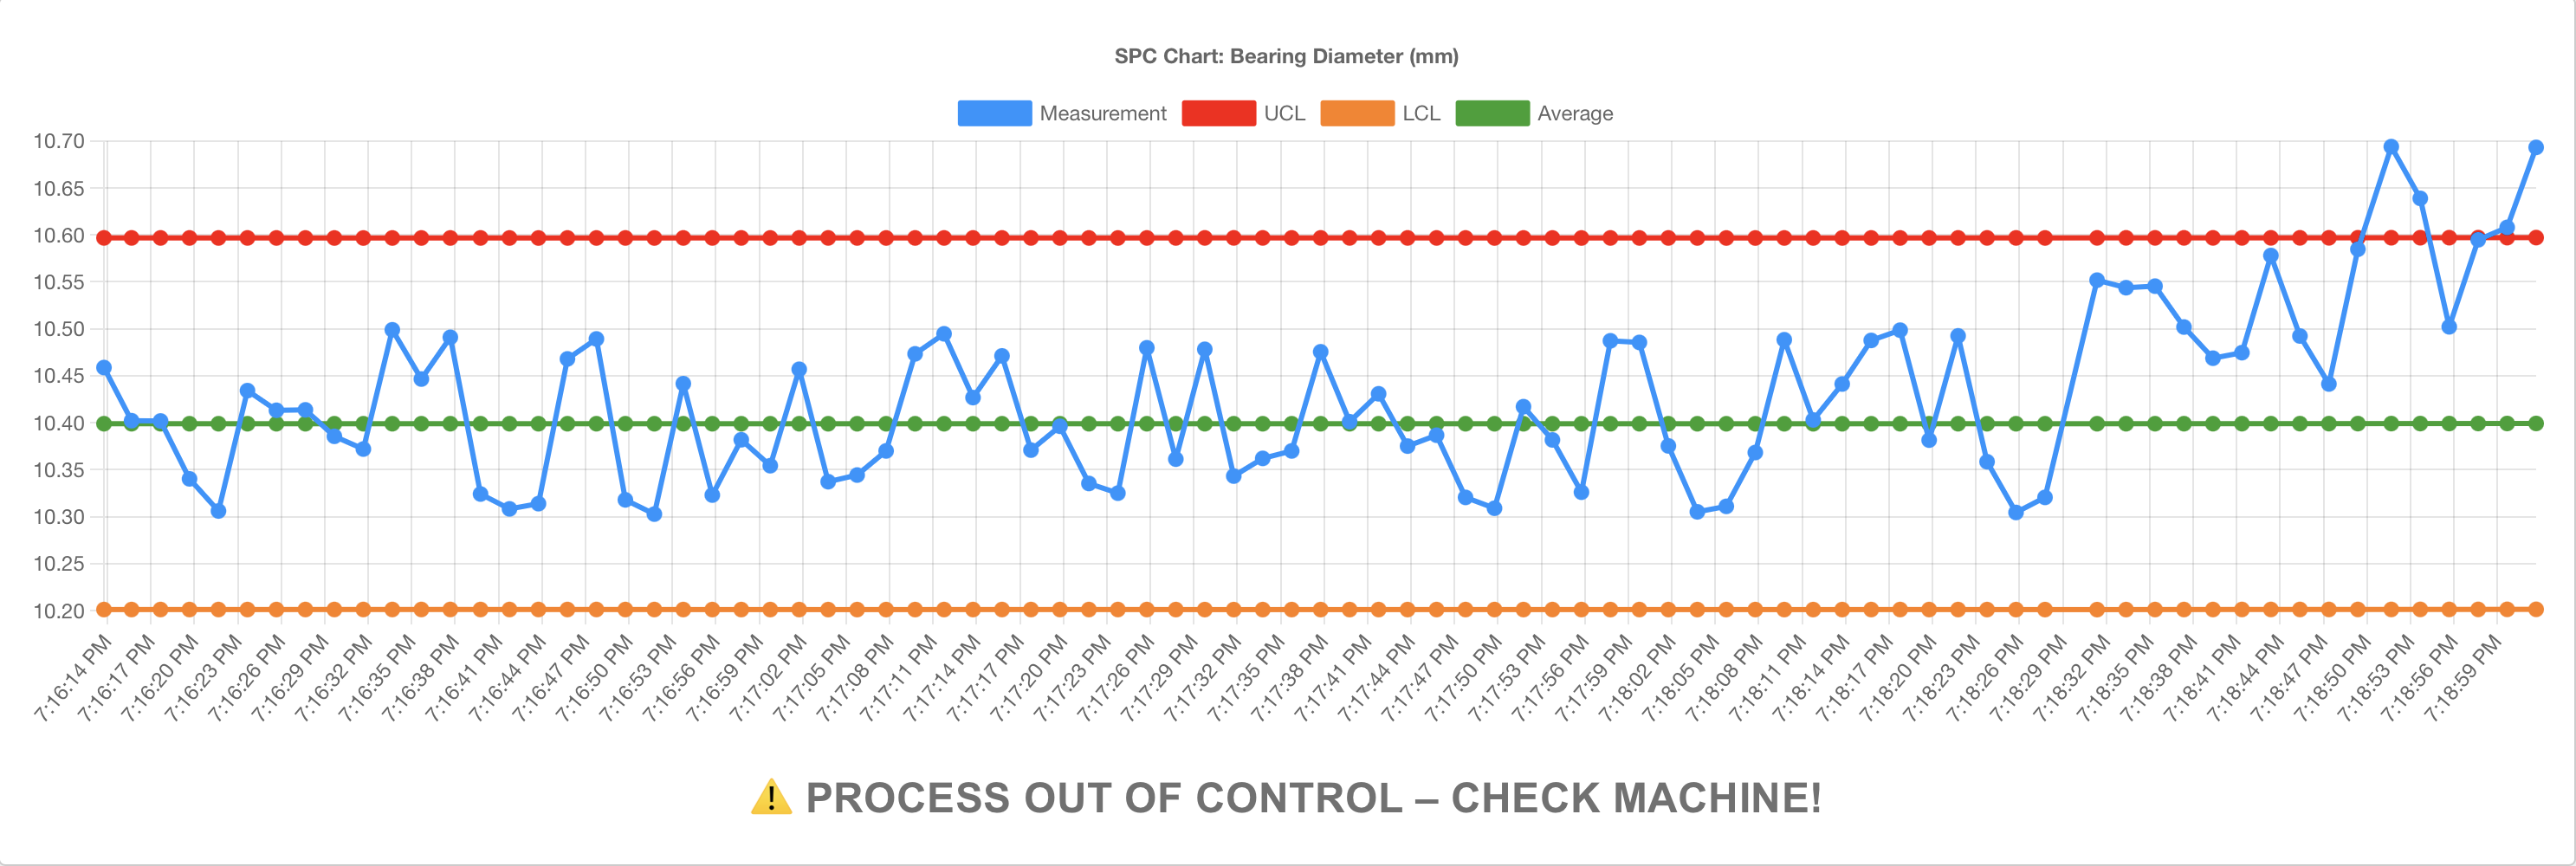 SPC Chart: Bearing Diameter (mm)
Measurement UCL LCL Average
10.70
10.65
10.60
10.55
10.50
10.45
10.40
10.35
10.30
10.25
10.20
7:16:14 PM
7:16:17 PM
7:16:20 PM
7:16:23 PM
7:16:26 PM
7:16:29 PM
7:16:32 PM
7:16:35 PM
7:16:38 PM
7:16:41 PM
7:16:44 PM
7:16:47 PM
7:16:50 PM
7:16:53 PM
7:16:56 PM
7:16:59 PM
7:17:02 PM
7:17:05 PM
7:17:08 PM
7:17:11 PM
7:17:14 PM
7:17:17 PM
7:17:20 PM
7:17:23 PM
7:17:26 PM
7:17:29 PM
7:17:32 PM
7:17:35 PM
7:17:38 PM
7:17:41 PM
7:17:44 PM
7:17:47 PM
7:17:50 PM
7:17:53 PM
7:17:56 PM
7:17:59 PM
7:18:02 PM
7:18:05 PM
7:18:08 PM
7:18:11 PM
7:18:14 PM
7:18:17 PM
7:18:20 PM
7:18:23 PM
7:18:26 PM
7:18:29 PM
7:18:32 PM
7:18:35 PM
7:18:38 PM
7:18:41 PM
7:18:44 PM
7:18:47 PM
7:18:50 PM
7:18:53 PM
7:18:56 PM
7:18:59 PM
⚠️ PROCESS OUT OF CONTROL – CHECK MACHINE!